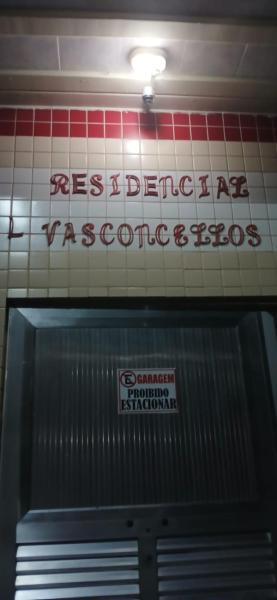 RESIDENCIAL
L VASCONCELLOS
E GARAGEM
PROIBIDO
ESTACIONAR